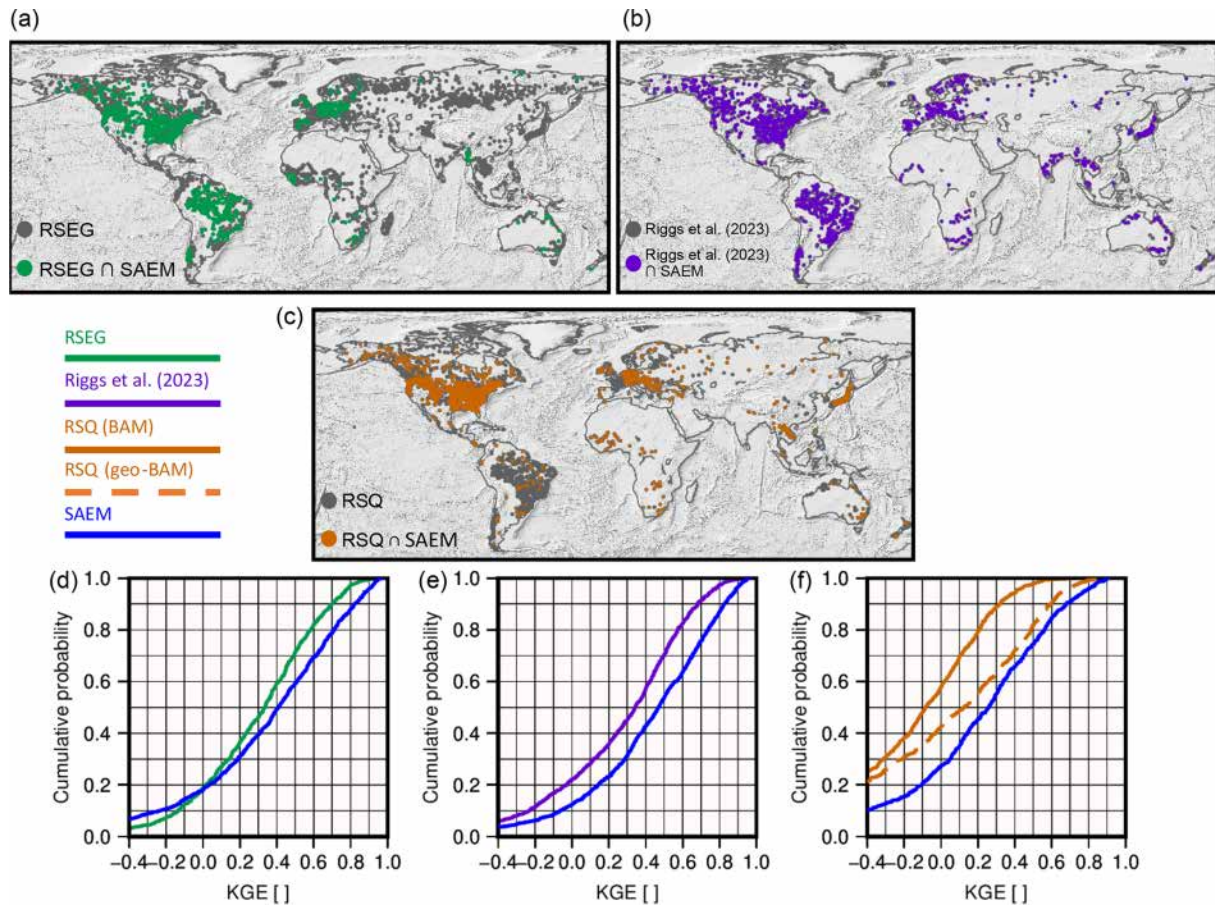 (a)
RSEG
RSEG ∩ SAEM
(b)
Riggs et al. (2023)
Riggs et al. (2023)
∩ SAEM
RSEG
Riggs et al. (2023)
RSQ (BAM)
RSQ (geo-BAM)
SAEM
(c)
RSQ
RSQ ∩ SAEM
(d)
Cumulative probability
1.0
0.8
0.6
0.4
0.2
0.0
−0.4 −0.2 0.0 0.2 0.4 0.6 0.8 1.0
KGE [ ]
(e)
Cumulative probability
1.0
0.8
0.6
0.4
0.2
0.0
−0.4 −0.2 0.0 0.2 0.4 0.6 0.8 1.0
KGE [ ]
(f)
Cumulative probability
1.0
0.8
0.6
0.4
0.2
0.0
−0.4 −0.2 0.0 0.2 0.4 0.6 0.8 1.0
KGE [ ]